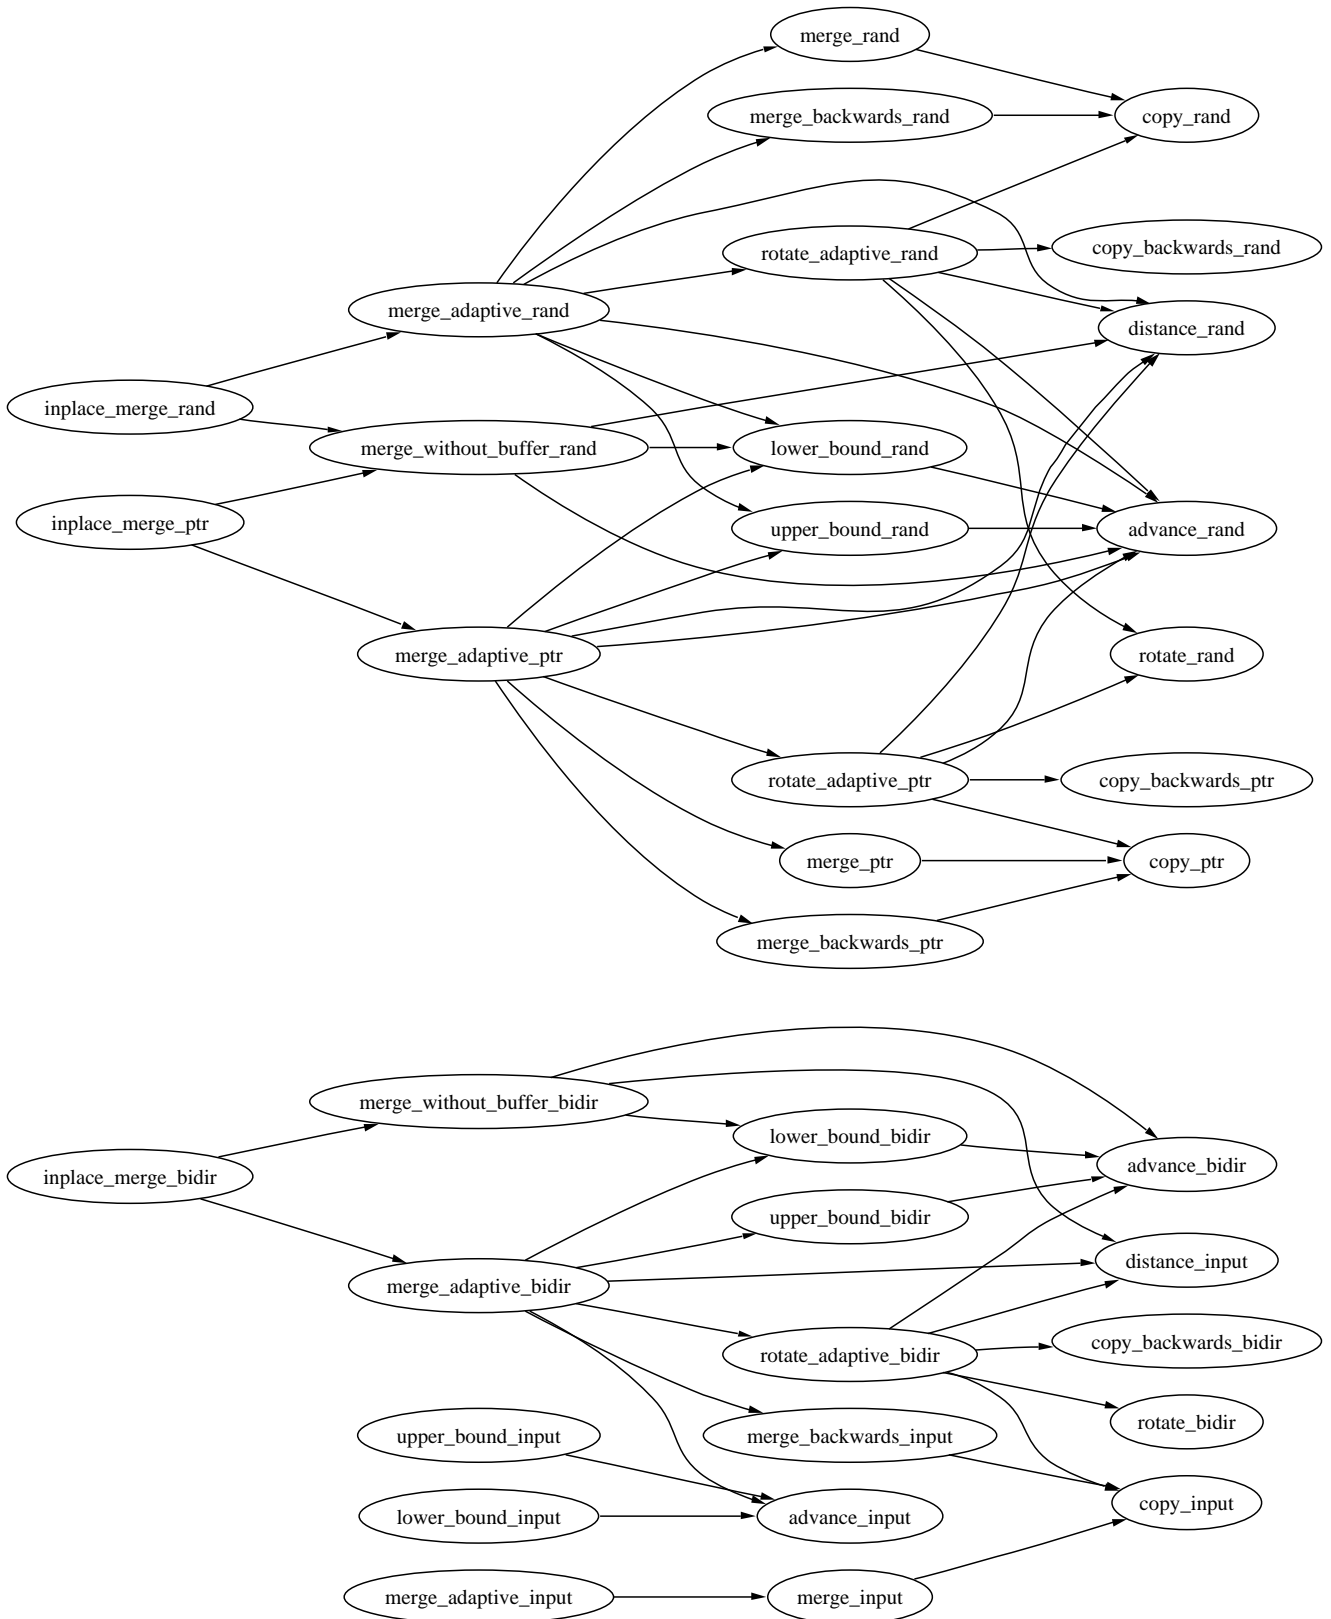 merge_rand
merge_backwards_rand
copy_rand
rotate_adaptive_rand
copy_backwards_rand
merge_adaptive_rand
distance_rand
inplace_merge_rand
merge_without_buffer_rand
lower_bound_rand
inplace_merge_ptr
upper_bound_rand
advance_rand
merge_adaptive_ptr
rotate_rand
rotate_adaptive_ptr
copy_backwards_ptr
merge_ptr
copy_ptr
merge_backwards_ptr
merge_without_buffer_bidir
lower_bound_bidir
inplace_merge_bidir
advance_bidir
upper_bound_bidir
distance_input
merge_adaptive_bidir
rotate_adaptive_bidir
copy_backwards_bidir
upper_bound_input
merge_backwards_input
rotate_bidir
lower_bound_input
advance_input
copy_input
merge_adaptive_input
merge_input